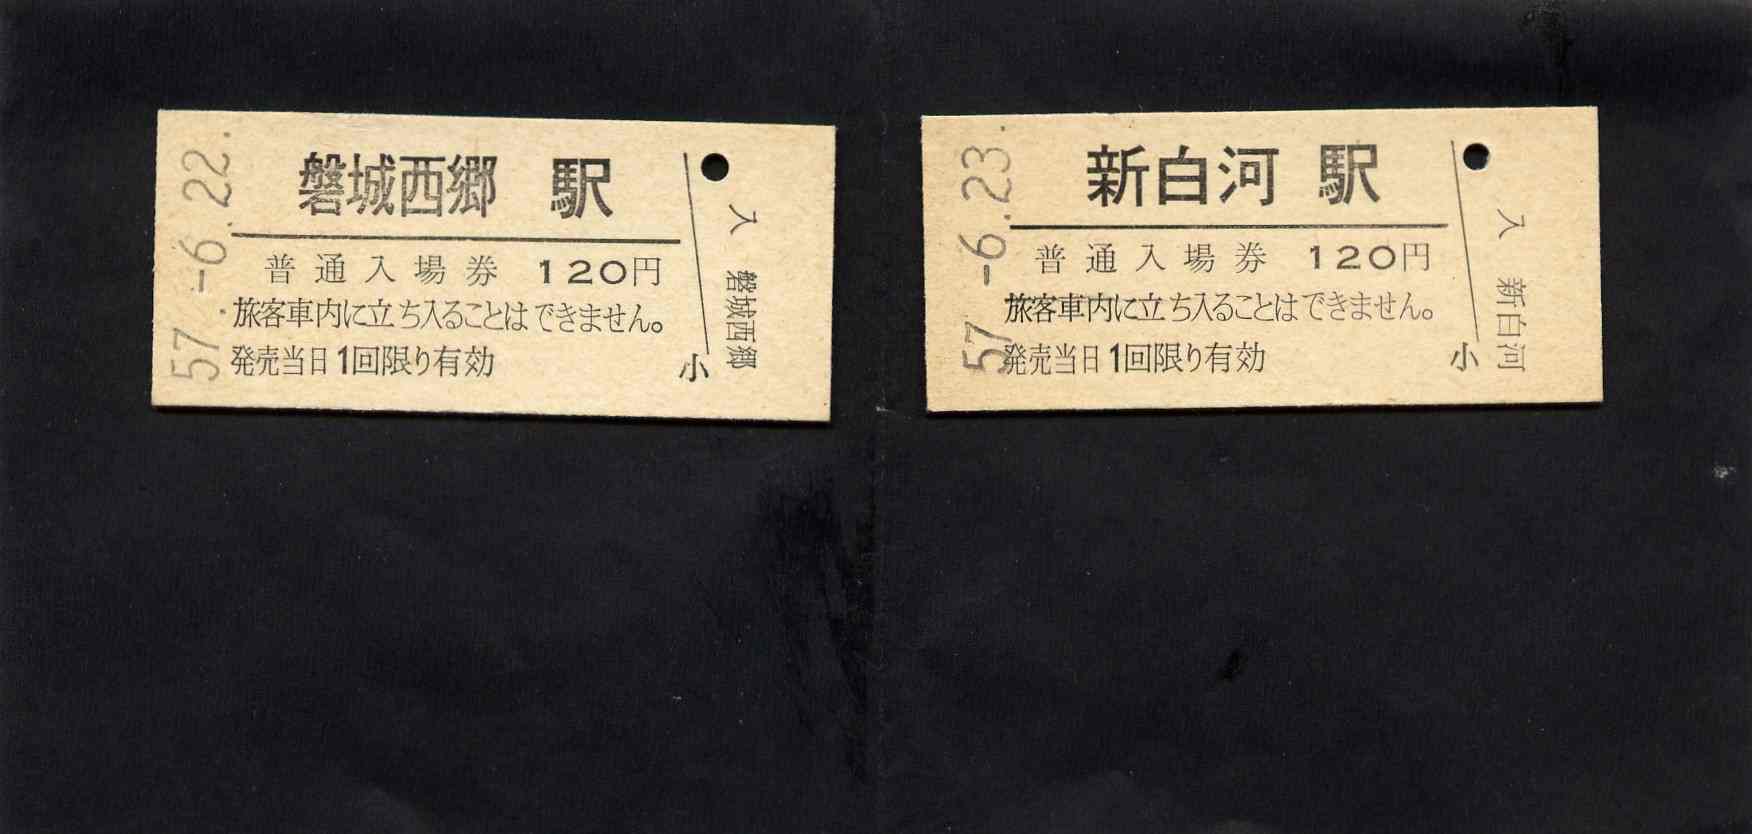 57.-6.22.
磐城西郷 駅
普通入場券 120円
旅客車内に立ち入ることはできません。
発売当日1回限り有効
小
入 磐城西郷
57.-6.23.
新白河 駅
普通入場券 120円
旅客車内に立ち入ることはできません。
発売当日1回限り有効
小
入 新白河